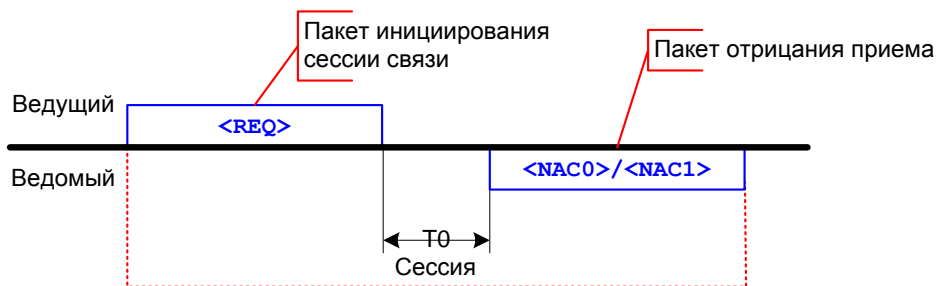 Пакет инициирования
сессии связи
Пакет отрицания приема
Ведущий
<REQ>
Ведомый
<NAC0>/<NAC1>
T0
Сессия